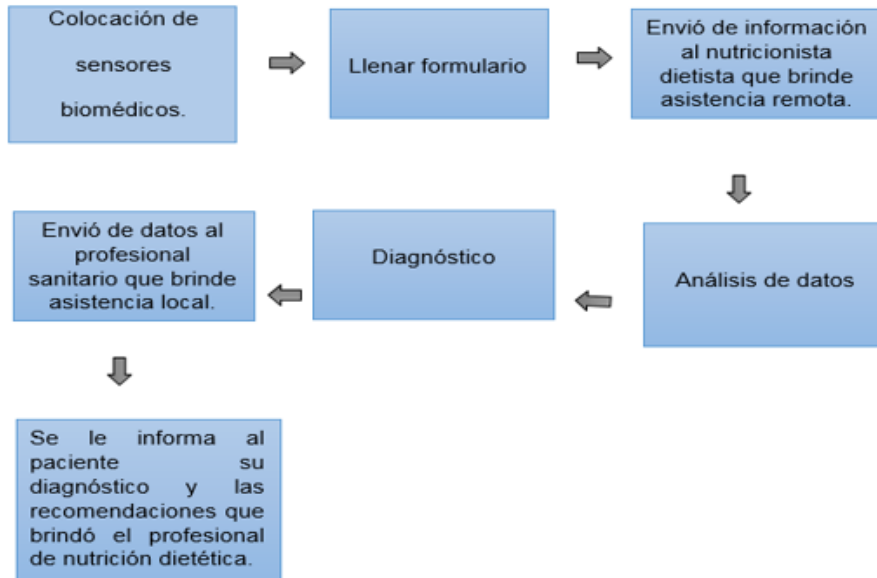 Colocación de
sensores
biomédicos.
Llenar formulario
Envió de información
al nutricionista
dietista que brinde
asistencia remota.
Análisis de datos
Diagnóstico
Envió de datos al
profesional
sanitario que brinde
asistencia local.
Se le informa al
paciente su
diagnóstico y las
recomendaciones que
brindó el profesional
de nutrición dietética.